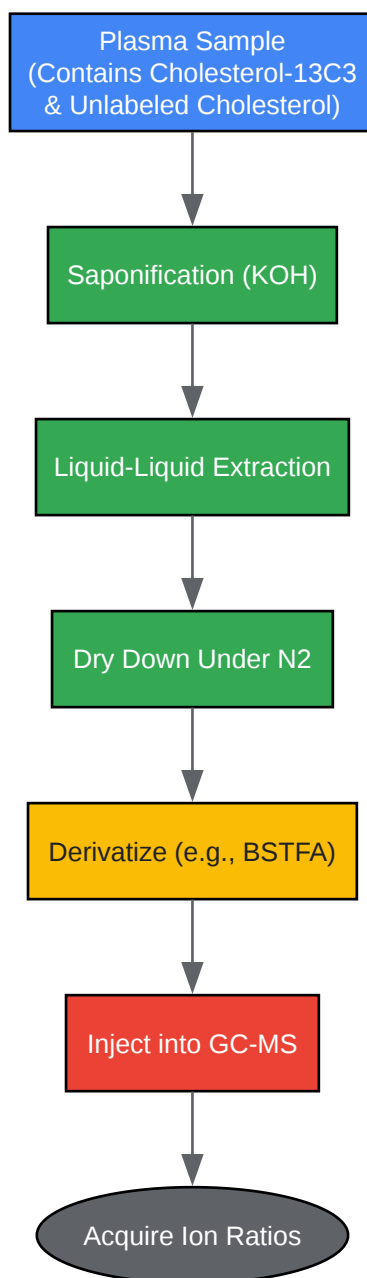 Plasma Sample
(Contains Cholesterol-13C3
& Unlabeled Cholesterol)
Saponification (KOH)
Liquid-Liquid Extraction
Dry Down Under N2
Derivatize (e.g., BSTFA)
Inject into GC-MS
Acquire Ion Ratios